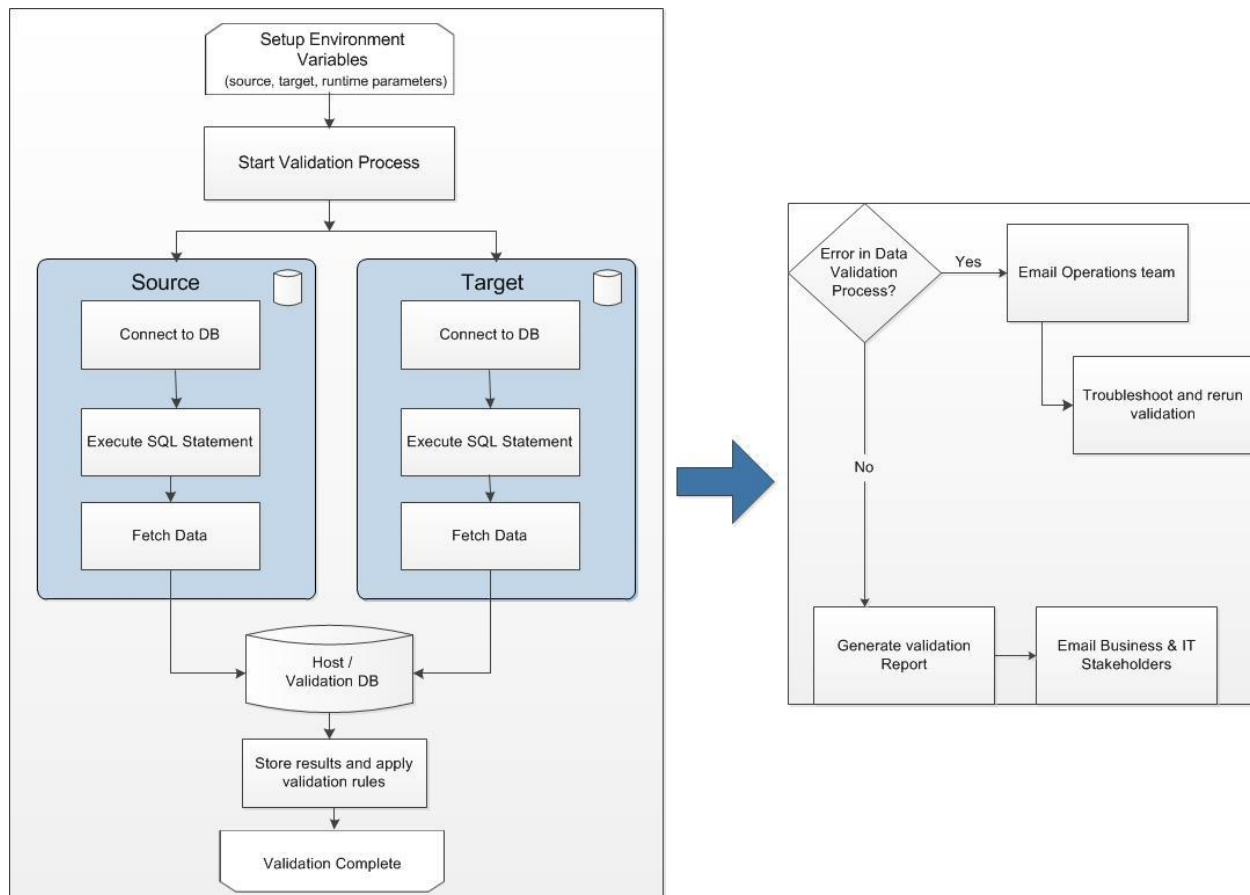 Setup Environment
Variables
(source, target, runtime parameters)
Start Validation Process
Source
Connect to DB
Execute SQL Statement
Fetch Data
Target
Connect to DB
Execute SQL Statement
Fetch Data
Host /
Validation DB
Store results and apply
validation rules
Validation Complete
Error in Data
Validation
Process?
Yes
Email Operations team
Troubleshoot and rerun
validation
No
Generate validation
Report
Email Business & IT
Stakeholders